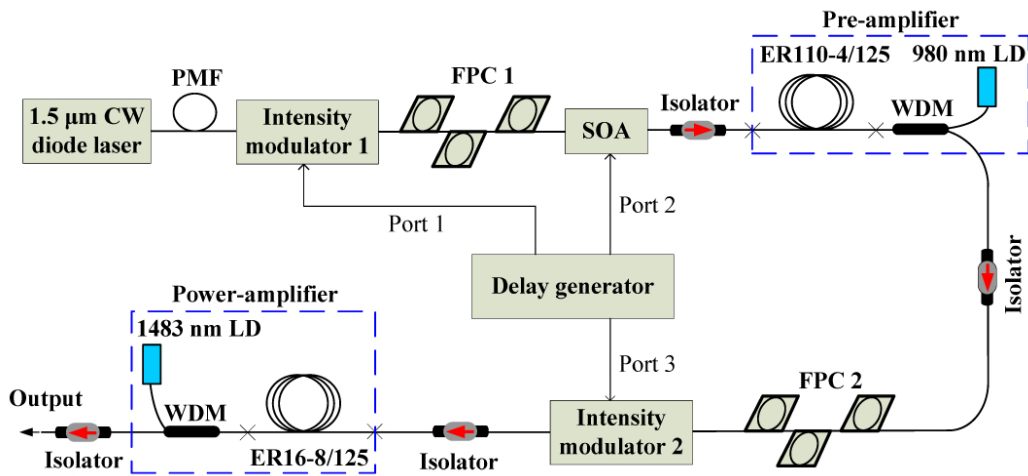 Pre-amplifier
ER110-4/125
980 nm LD
PMF
FPC 1
Isolator
WDM
1.5 μm CW
diode laser
Intensity
modulator 1
SOA
Port 1
Port 2
Isolator
Delay generator
Power-amplifier
1483 nm LD
Port 3
FPC 2
Output
WDM
Intensity
modulator 2
Isolator
ER16-8/125
Isolator